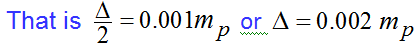 That is Δ/2 = 0.001m_p or Δ = 0.002 m_p